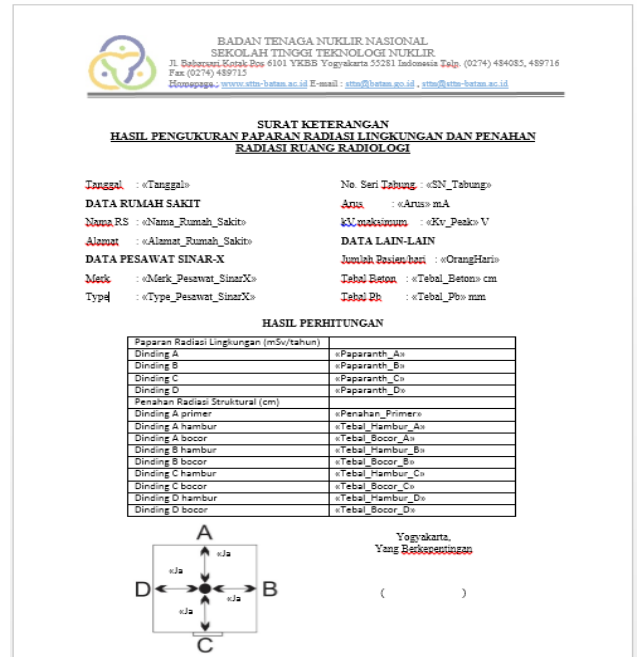 BADAN TENAGA NUKLIR NASIONAL
SEKOLAH TINGGI TEKNOLOGI NUKLIR
Jl. Babarsari Kotak Pos 6101 YKBB Yogyakarta 55281 Indonesia Telp. (0274) 484085, 489716
Fax (0274) 489715
Homepage : www.sttn-batan.ac.id E-mail : sttn@batan.go.id , sttn@sttn-batan.ac.id
SURAT KETERANGAN
HASIL PENGUKURAN PAPARAN RADIASI LINGKUNGAN DAN PENAHAN
RADIASI RUANG RADIOLOGI
Tanggal : «Tanggal»
DATA RUMAH SAKIT
Nama RS : «Nama_Rumah_Sakit»
Alamat : «Alamat_Rumah_Sakit»
DATA PESAWAT SINAR-X
Merk : «Merk_Pesawat_SinarX»
Type : «Type_Pesawat_SinarX»
No. Seri Tabung : «SN_Tabung»
Arus : «Arus» mA
kV maksimum : «Kv_Peak» V
DATA LAIN-LAIN
Jumlah Pasien/hari : «OrangHari»
Tebal Beton : «Tebal_Beton» cm
Tebal Pb : «Tebal_Pb» mm
HASIL PERHITUNGAN
Paparan Radiasi Lingkungan (mSv/tahun)
Dinding A «Paparanth_A»
Dinding B «Paparanth_B»
Dinding C «Paparanth_C»
Dinding D «Paparanth_D»
Penahan Radiasi Struktural (cm)
Dinding A primer «Penahan_Primer»
Dinding A hambur «Tebal_Hambur_A»
Dinding A bocor «Tebal_Bocor_A»
Dinding B hambur «Tebal_Hambur_B»
Dinding B bocor «Tebal_Bocor_B»
Dinding C hambur «Tebal_Hambur_C»
Dinding C bocor «Tebal_Bocor_C»
Dinding D hambur «Tebal_Hambur_D»
Dinding D bocor «Tebal_Bocor_D»
A
«Ja
«Ja
D
B
«Ja
«Ja
C
Yogyakarta,
Yang Berkepentingan
( )